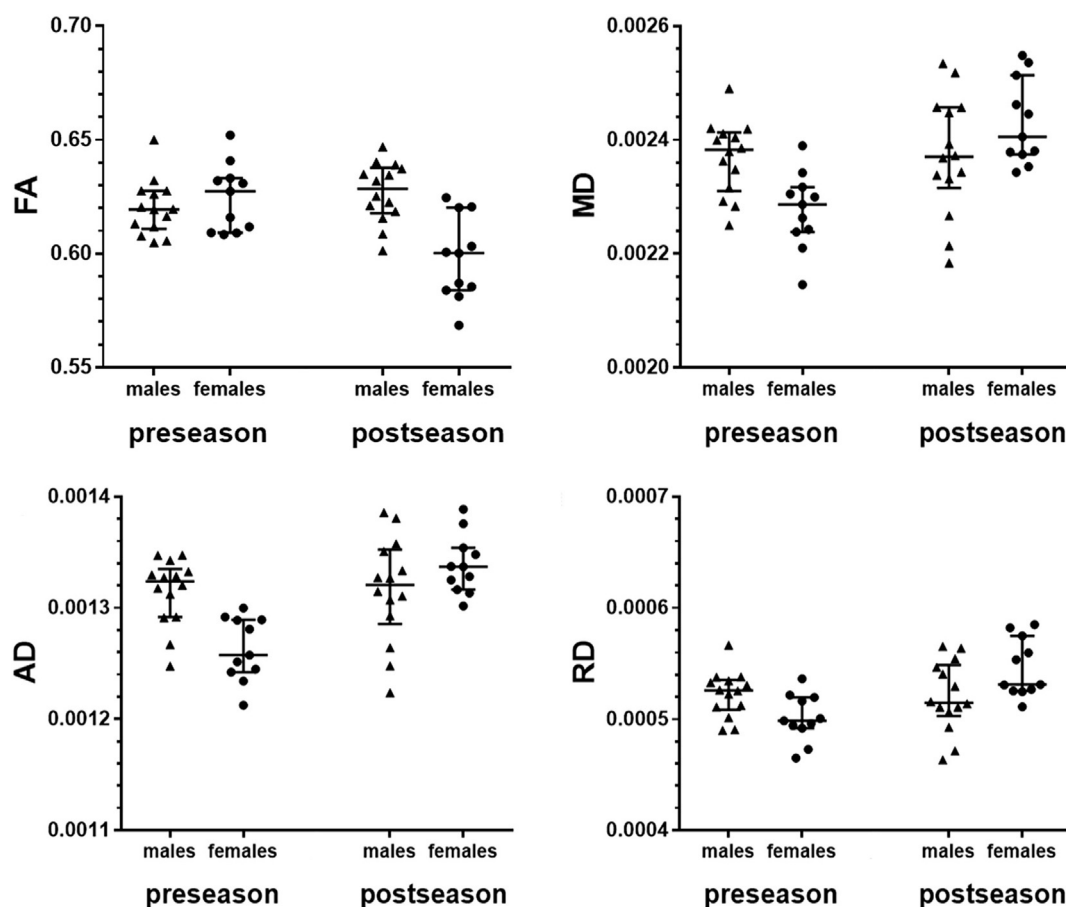 FA
0.70
0.65
0.60
0.55
males females males females
preseason postseason
MD
0.0026
0.0024
0.0022
0.0020
males females males females
preseason postseason
AD
0.0014
0.0013
0.0012
0.0011
males females males females
preseason postseason
RD
0.0007
0.0006
0.0005
0.0004
males females males females
preseason postseason